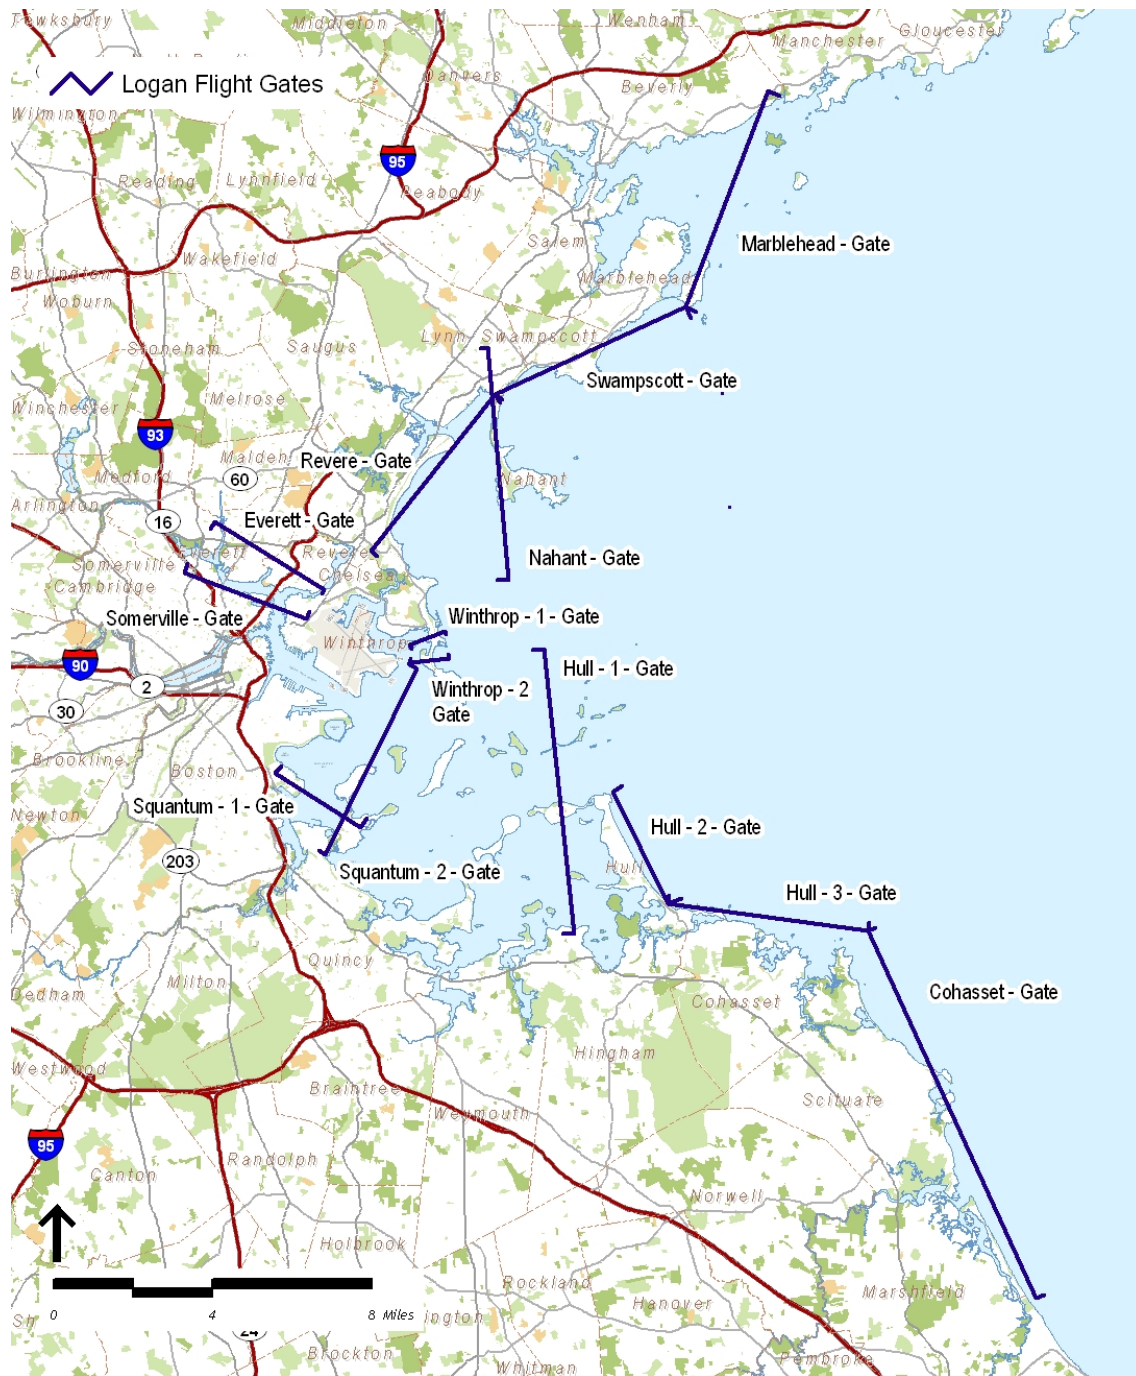 Tewksbury
Middleton
Wenham
Gloucester
Manchester
Logan Flight Gates
Danvers
Beverly
Wilmington
95
Reading
Lynnfield
Peabody
Salem
Marblehead - Gate
Burlington
Wakefield
Marblehead
Woburn
Stoneham
Saugus
Lynn
Swampscott
Swampscott - Gate
Winchester
Melrose
93
Malden
Revere - Gate
Medford
60
Nahant
Arlington
16
Everett - Gate
Somerville
Everett
Revere
Nahant - Gate
Cambridge
Chelsea
Somerville - Gate
Winthrop - 1 - Gate
Winthrop
90
Hull - 1 - Gate
2
Winthrop - 2
Gate
30
Brookline
Boston
Newton
Squantum - 1 - Gate
Hull - 2 - Gate
203
Squantum - 2 - Gate
Hull
Hull - 3 - Gate
Quincy
Milton
Dedham
Cohasset
Cohasset - Gate
Hingham
Westwood
Braintree
Weymouth
Scituate
95
Randolph
Canton
Norwell
Holbrook
Rockland
Marshfield
Hanover
0 4 8 Miles
Sh
ington
24
Brockton
Whitman
Pembroke